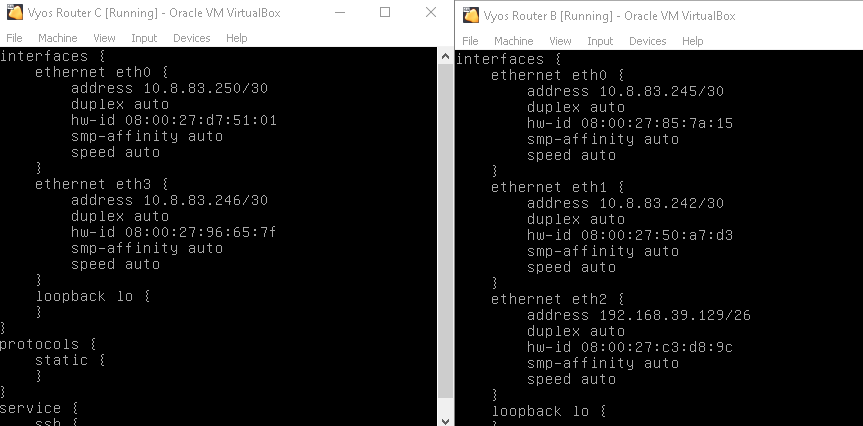 Vyos Router C [Running] - Oracle VM VirtualBox
File Machine View Input Devices Help
interfaces {
    ethernet eth0 {
        address 10.8.83.250/30
        duplex auto
        hw-id 08:00:27:d7:51:01
        smp-affinity auto
        speed auto
    }
    ethernet eth3 {
        address 10.8.83.246/30
        duplex auto
        hw-id 08:00:27:96:65:7f
        smp-affinity auto
        speed auto
    }
    loopback lo {
    }
}
protocols {
    static {
    }
}
service {
    ssh {
Vyos Router B [Running] - Oracle VM VirtualBox
File Machine View Input Devices Help
interfaces {
    ethernet eth0 {
        address 10.8.83.245/30
        duplex auto
        hw-id 08:00:27:85:7a:15
        smp-affinity auto
        speed auto
    }
    ethernet eth1 {
        address 10.8.83.242/30
        duplex auto
        hw-id 08:00:27:50:a7:d3
        smp-affinity auto
        speed auto
    }
    ethernet eth2 {
        address 192.168.39.129/26
        duplex auto
        hw-id 08:00:27:c3:d8:9c
        smp-affinity auto
        speed auto
    }
    loopback lo {